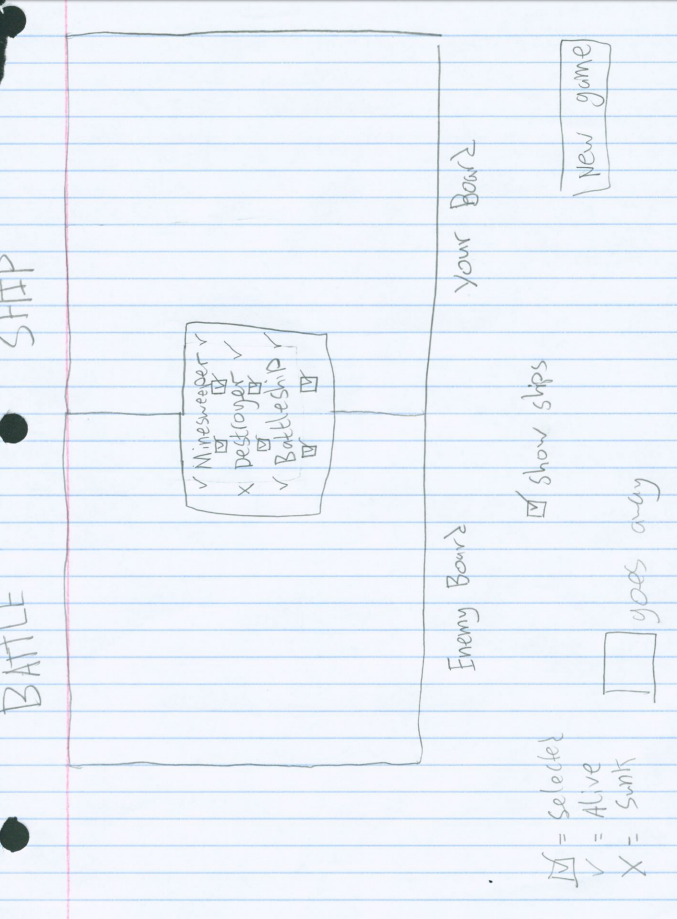 BATTLE SHIP
✓ Minesweeper ✓
☑ ☑
X Destroyer ✓
☑ ☑
✓ Battleship ✓
☑ ☑
Enemy Board
Your Board
☑ Show ships
New game
☑ = Selected
✓ = Alive
X = Sunk
☐ goes away